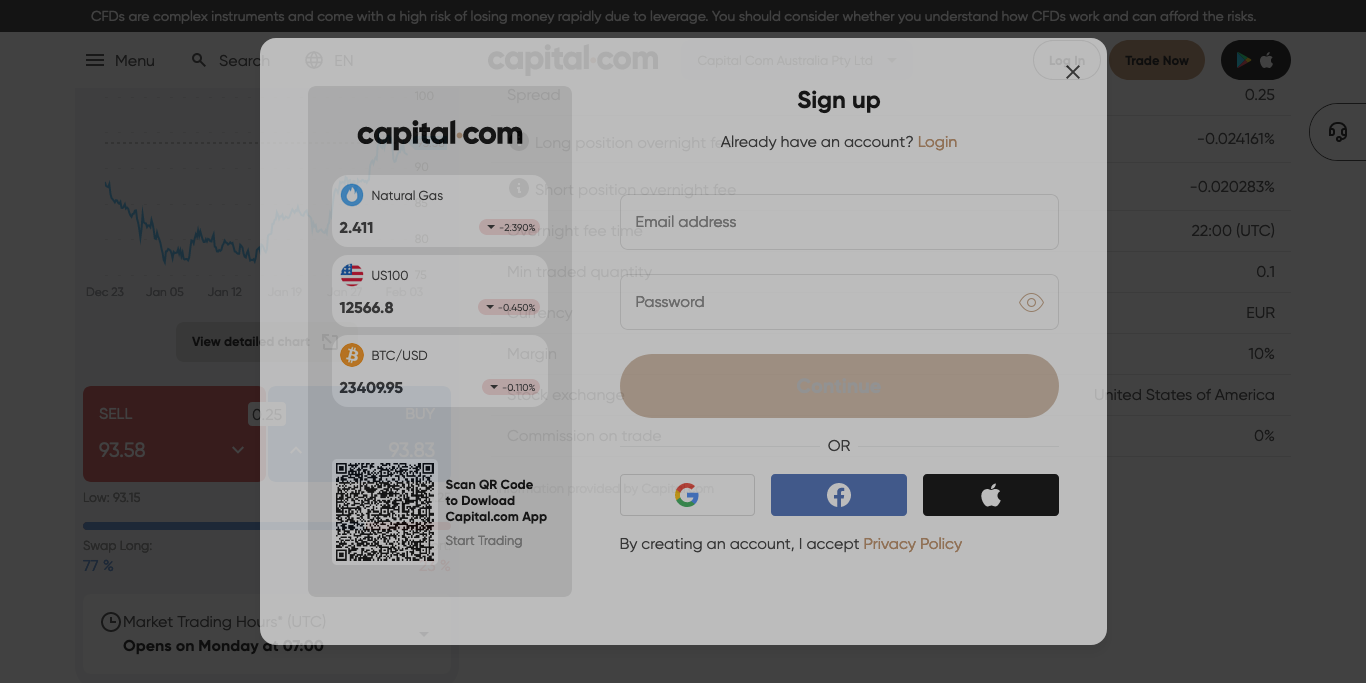 CFDs are complex instruments and come with a high risk of losing money rapidly due to leverage. You should consider whether you understand how CFDs work and can afford the risks.
Menu
Search
EN
capital·com
Capital Com Australia Pty Ltd
Log In
Trade Now
100
90
80
75
Dec 23
Jan 05
Jan 12
Jan 19
Feb 03
View detailed chart
SELL
93.58
0.25
BUY
93.83
Low: 93.15
Swap Long:
77 %
Market Trading Hours* (UTC)
Opens on Monday at 07:00
Spread
0.25
Long position overnight fee
-0.024161%
Short position overnight fee
-0.020283%
Overnight fee time
22:00 (UTC)
Min traded quantity
0.1
Currency
EUR
Margin
10%
Stock exchange
United States of America
Commission on trade
0%
capital·com
Natural Gas
2.411
-2.390%
US100
12566.8
-0.450%
BTC/USD
23409.95
-0.110%
Scan QR Code
to Dowload
Capital.com App
Start Trading
Sign up
Already have an account? Login
Email address
Password
Continue
OR
By creating an account, I accept Privacy Policy